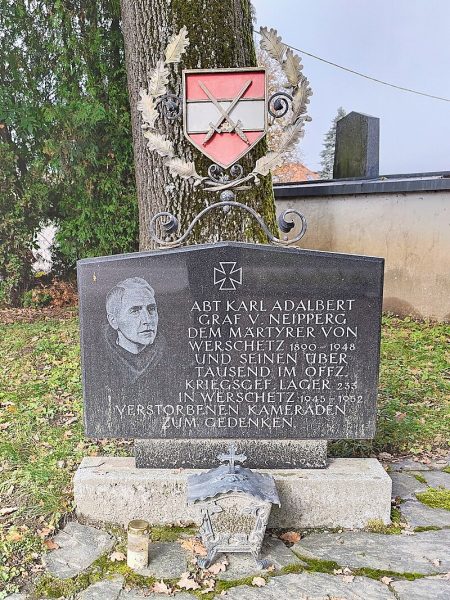 ABT KARL ADALBERT
GRAF V. NEIPPERG
DEM MÄRTYRER VON
WERSCHETZ 1890-1948
UND SEINEN ÜBER
TAUSEND IM OFFZ.
KRIEGSGEF. LAGER 233
IN WERSCHETZ 1945-1952
VERSTORBENEN KAMERADEN
ZUM GEDENKEN.